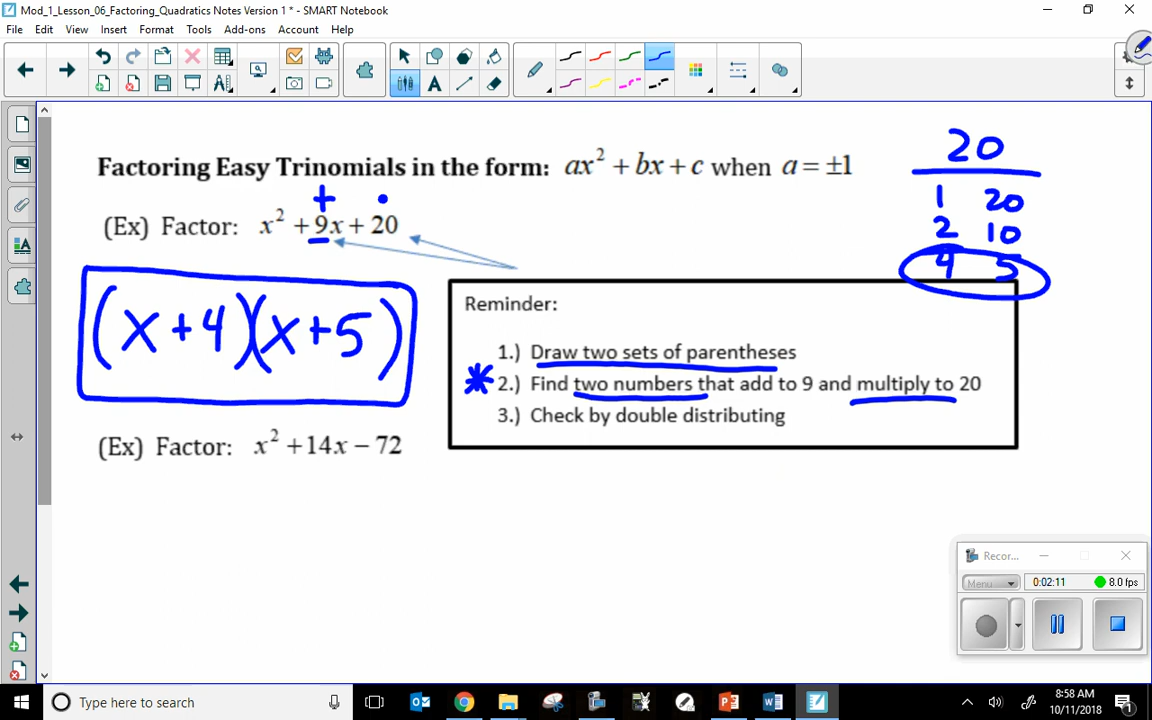 Mod_1_Lesson_06_Factoring_Quadratics Notes Version 1 * - SMART Notebook
File Edit View Insert Format Tools Add-ons Account Help
Factoring Easy Trinomials in the form: ax² + bx + c when a = ±1
20
1 20
2 10
4 5
+ •
(Ex) Factor: x² + 9x + 20
(x+4)(x+5)
Reminder:
1.) Draw two sets of parentheses
* 2.) Find two numbers that add to 9 and multiply to 20
3.) Check by double distributing
(Ex) Factor: x² + 14x − 72
Recor...
Menu 0:02:11 8.0 fps
Type here to search
8:58 AM
10/11/2018
1